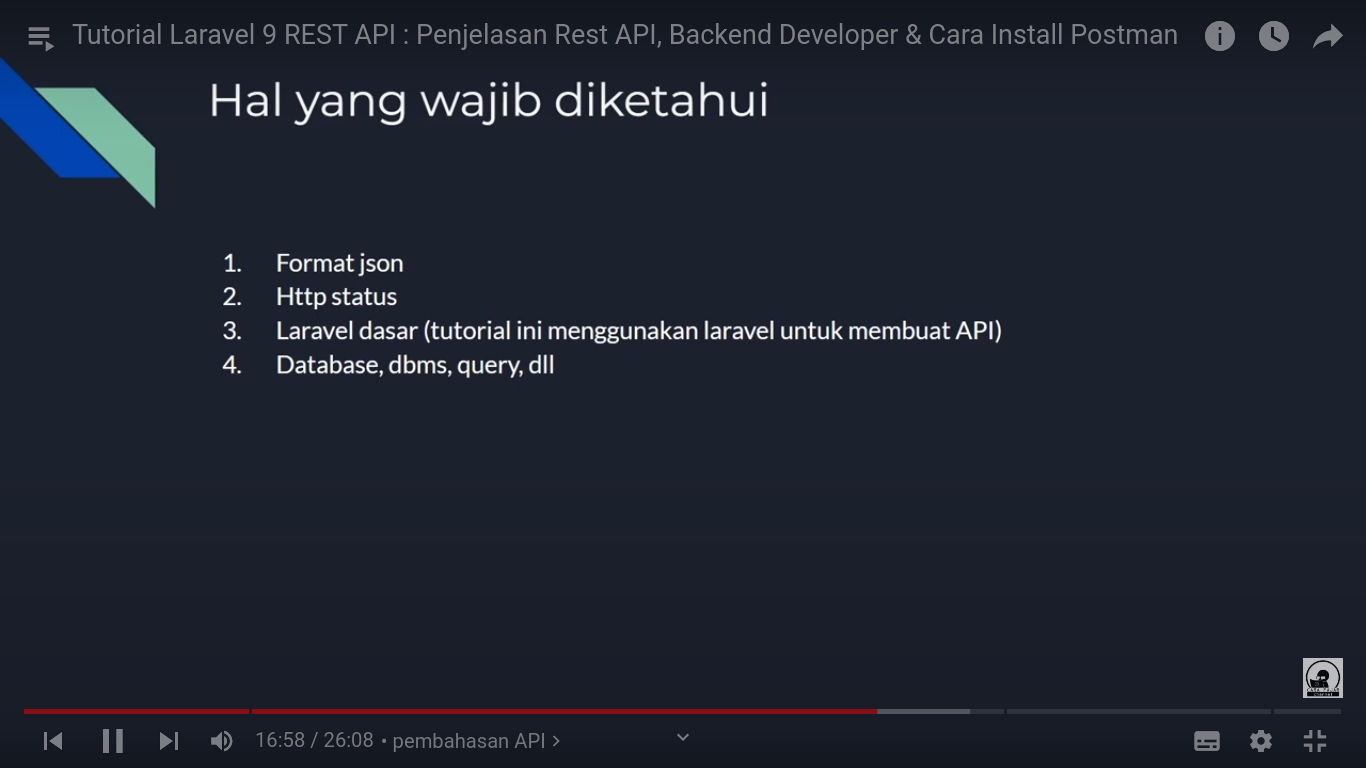 Tutorial Laravel 9 REST API : Penjelasan Rest API, Backend Developer & Cara Install Postman
Hal yang wajib diketahui
1. Format json
2. Http status
3. Laravel dasar (tutorial ini menggunakan laravel untuk membuat API)
4. Database, dbms, query, dll
16:58 / 26:08 • pembahasan API